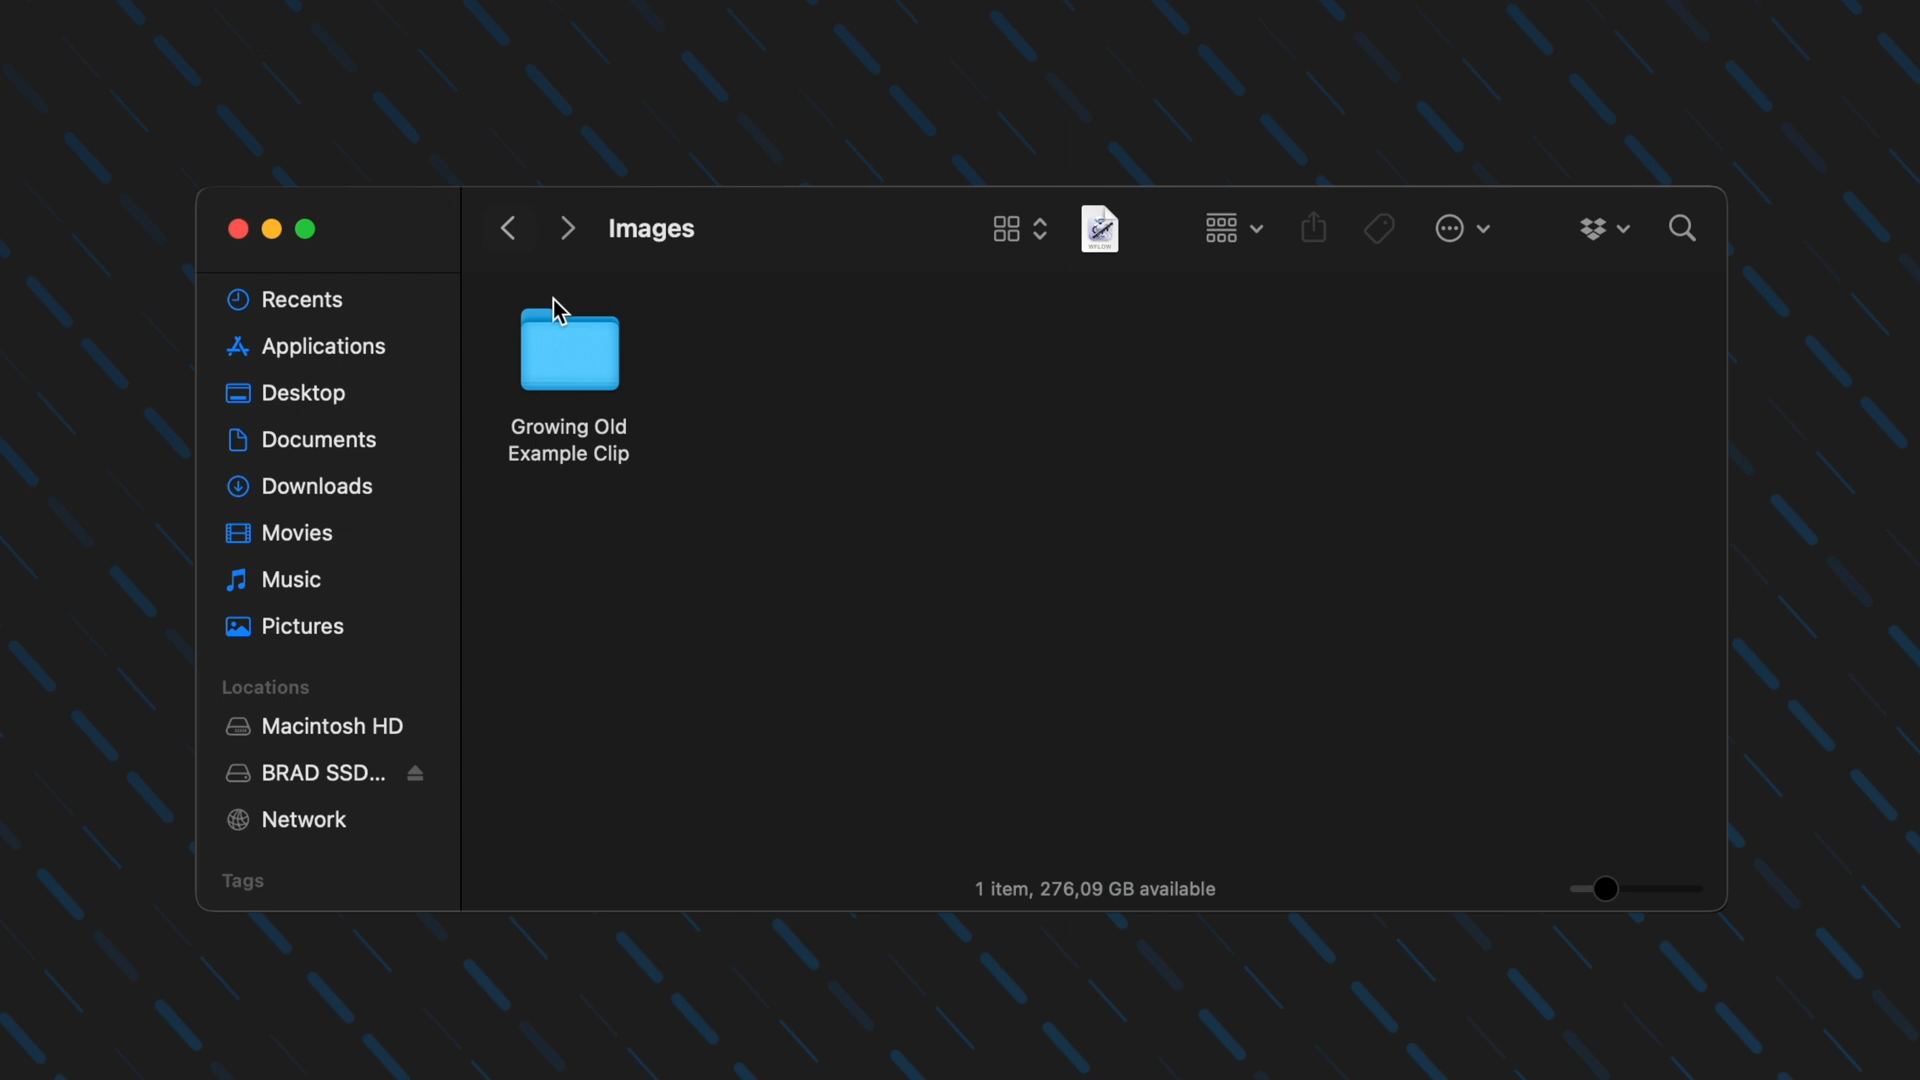 Images
WFLOW
Recents
Applications
Desktop
Documents
Downloads
Movies
Music
Pictures
Locations
Macintosh HD
BRAD SSD...
Network
Tags
Growing Old
Example Clip
1 item, 276,09 GB available